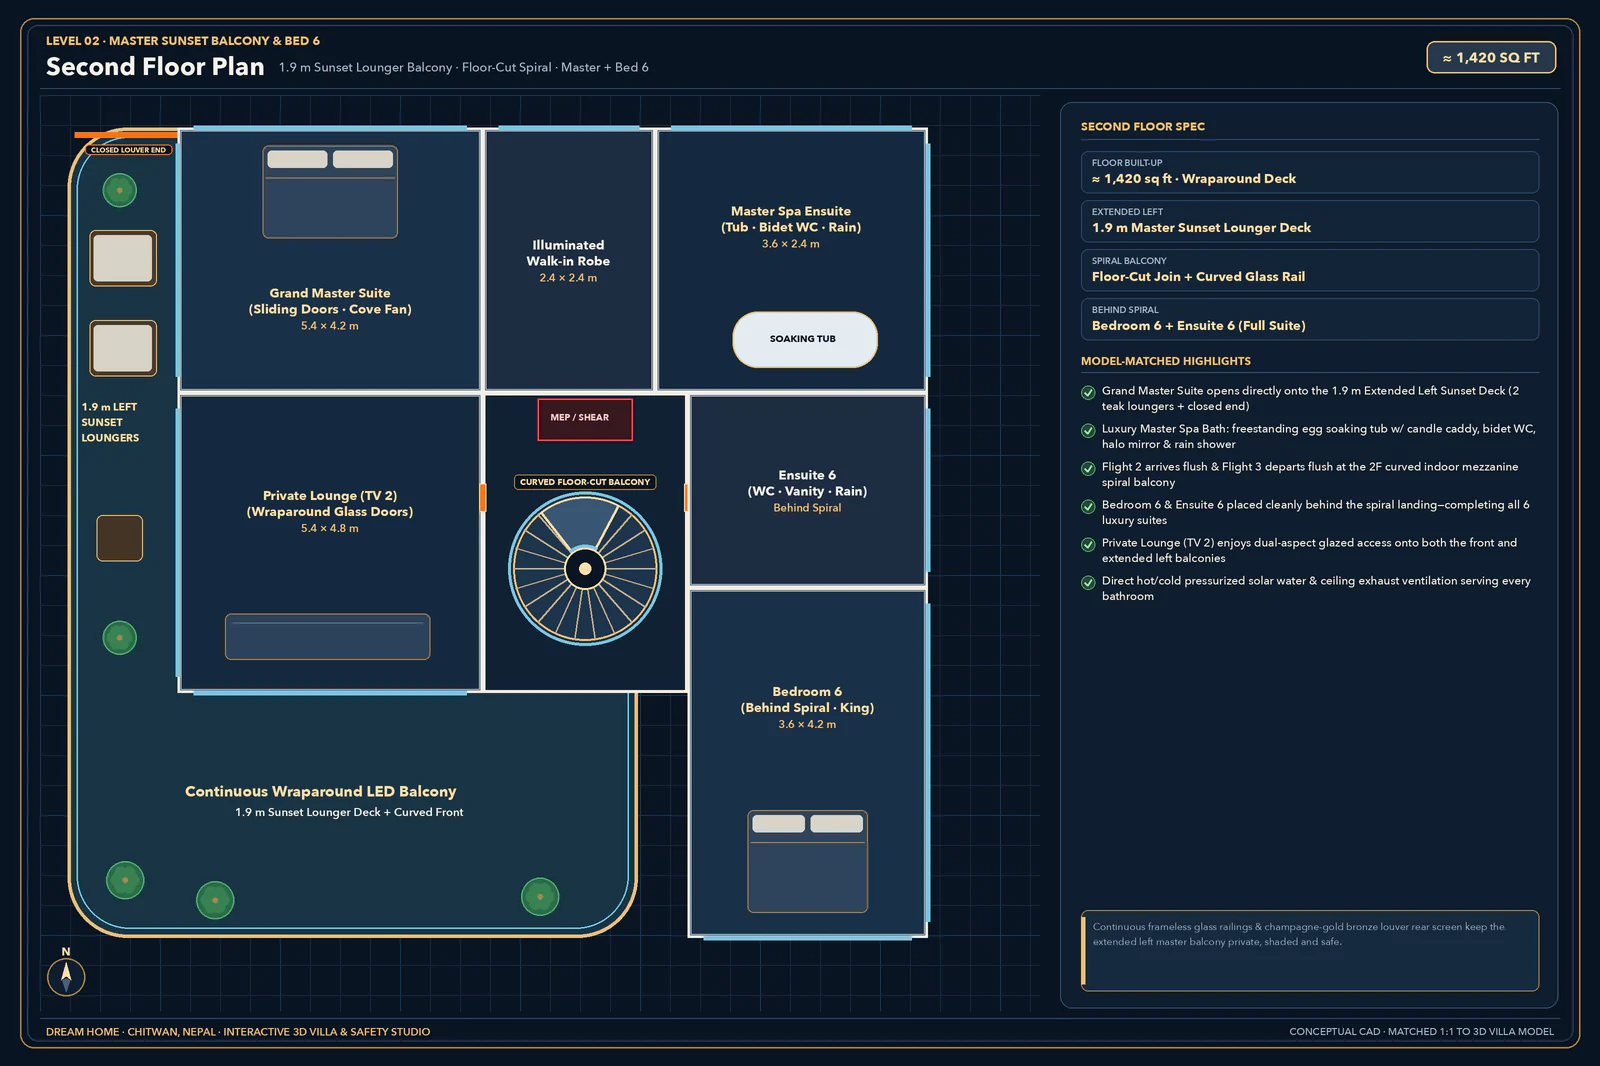 LEVEL 02 · MASTER SUNSET BALCONY & BED 6
Second Floor Plan
1.9 m Sunset Lounger Balcony · Floor-Cut Spiral · Master + Bed 6
≈ 1,420 SQ FT
CLOSED LOUVER END
Grand Master Suite
(Sliding Doors · Cove Fan)
5.4 × 4.2 m
Illuminated
Walk-in Robe
2.4 × 2.4 m
Master Spa Ensuite
(Tub · Bidet WC · Rain)
3.6 × 2.4 m
SOAKING TUB
1.9 m LEFT
SUNSET
LOUNGERS
Private Lounge (TV 2)
(Wraparound Glass Doors)
5.4 × 4.8 m
MEP / SHEAR
CURVED FLOOR-CUT BALCONY
Ensuite 6
(WC · Vanity · Rain)
Behind Spiral
Bedroom 6
(Behind Spiral · King)
3.6 × 4.2 m
Continuous Wraparound LED Balcony
1.9 m Sunset Lounger Deck + Curved Front
N
SECOND FLOOR SPEC
FLOOR BUILT-UP
≈ 1,420 sq ft · Wraparound Deck
EXTENDED LEFT
1.9 m Master Sunset Lounger Deck
SPIRAL BALCONY
Floor-Cut Join + Curved Glass Rail
BEHIND SPIRAL
Bedroom 6 + Ensuite 6 (Full Suite)
MODEL-MATCHED HIGHLIGHTS
Grand Master Suite opens directly onto the 1.9 m Extended Left Sunset Deck (2
teak loungers + closed end)
Luxury Master Spa Bath: freestanding egg soaking tub w/ candle caddy, bidet WC,
halo mirror & rain shower
Flight 2 arrives flush & Flight 3 departs flush at the 2F curved indoor mezzanine
spiral balcony
Bedroom 6 & Ensuite 6 placed cleanly behind the spiral landing—completing all 6
luxury suites
Private Lounge (TV 2) enjoys dual-aspect glazed access onto both the front and
extended left balconies
Direct hot/cold pressurized solar water & ceiling exhaust ventilation serving every
bathroom
Continuous frameless glass railings & champagne-gold bronze louver rear screen keep the
extended left master balcony private, shaded and safe.
DREAM HOME · CHITWAN, NEPAL · INTERACTIVE 3D VILLA & SAFETY STUDIO
CONCEPTUAL CAD · MATCHED 1:1 TO 3D VILLA MODEL